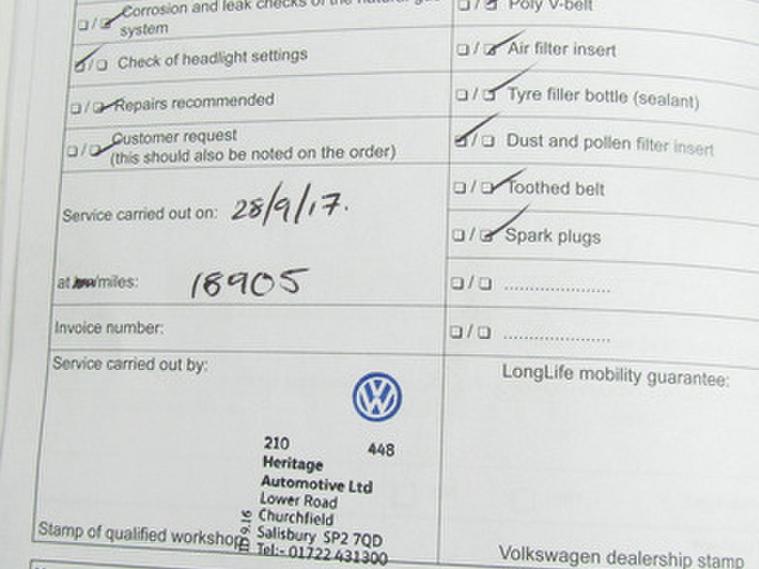 Corrosion and leak checks of the natural gas
system
Check of headlight settings
Repairs recommended
Customer request
(this should also be noted on the order)
Service carried out on: 28/9/17.
at /miles: 18905
Invoice number:
Service carried out by:
210 448
Heritage
Automotive Ltd
Lower Road
Churchfield
Salisbury SP2 7QD
Tel:- 01722 431300
9.16
Stamp of qualified workshop
Poly V-belt
Air filter insert
Tyre filler bottle (sealant)
Dust and pollen filter insert
Toothed belt
Spark plugs
/ .....................
/ .....................
LongLife mobility guarantee:
Volkswagen dealership stamp